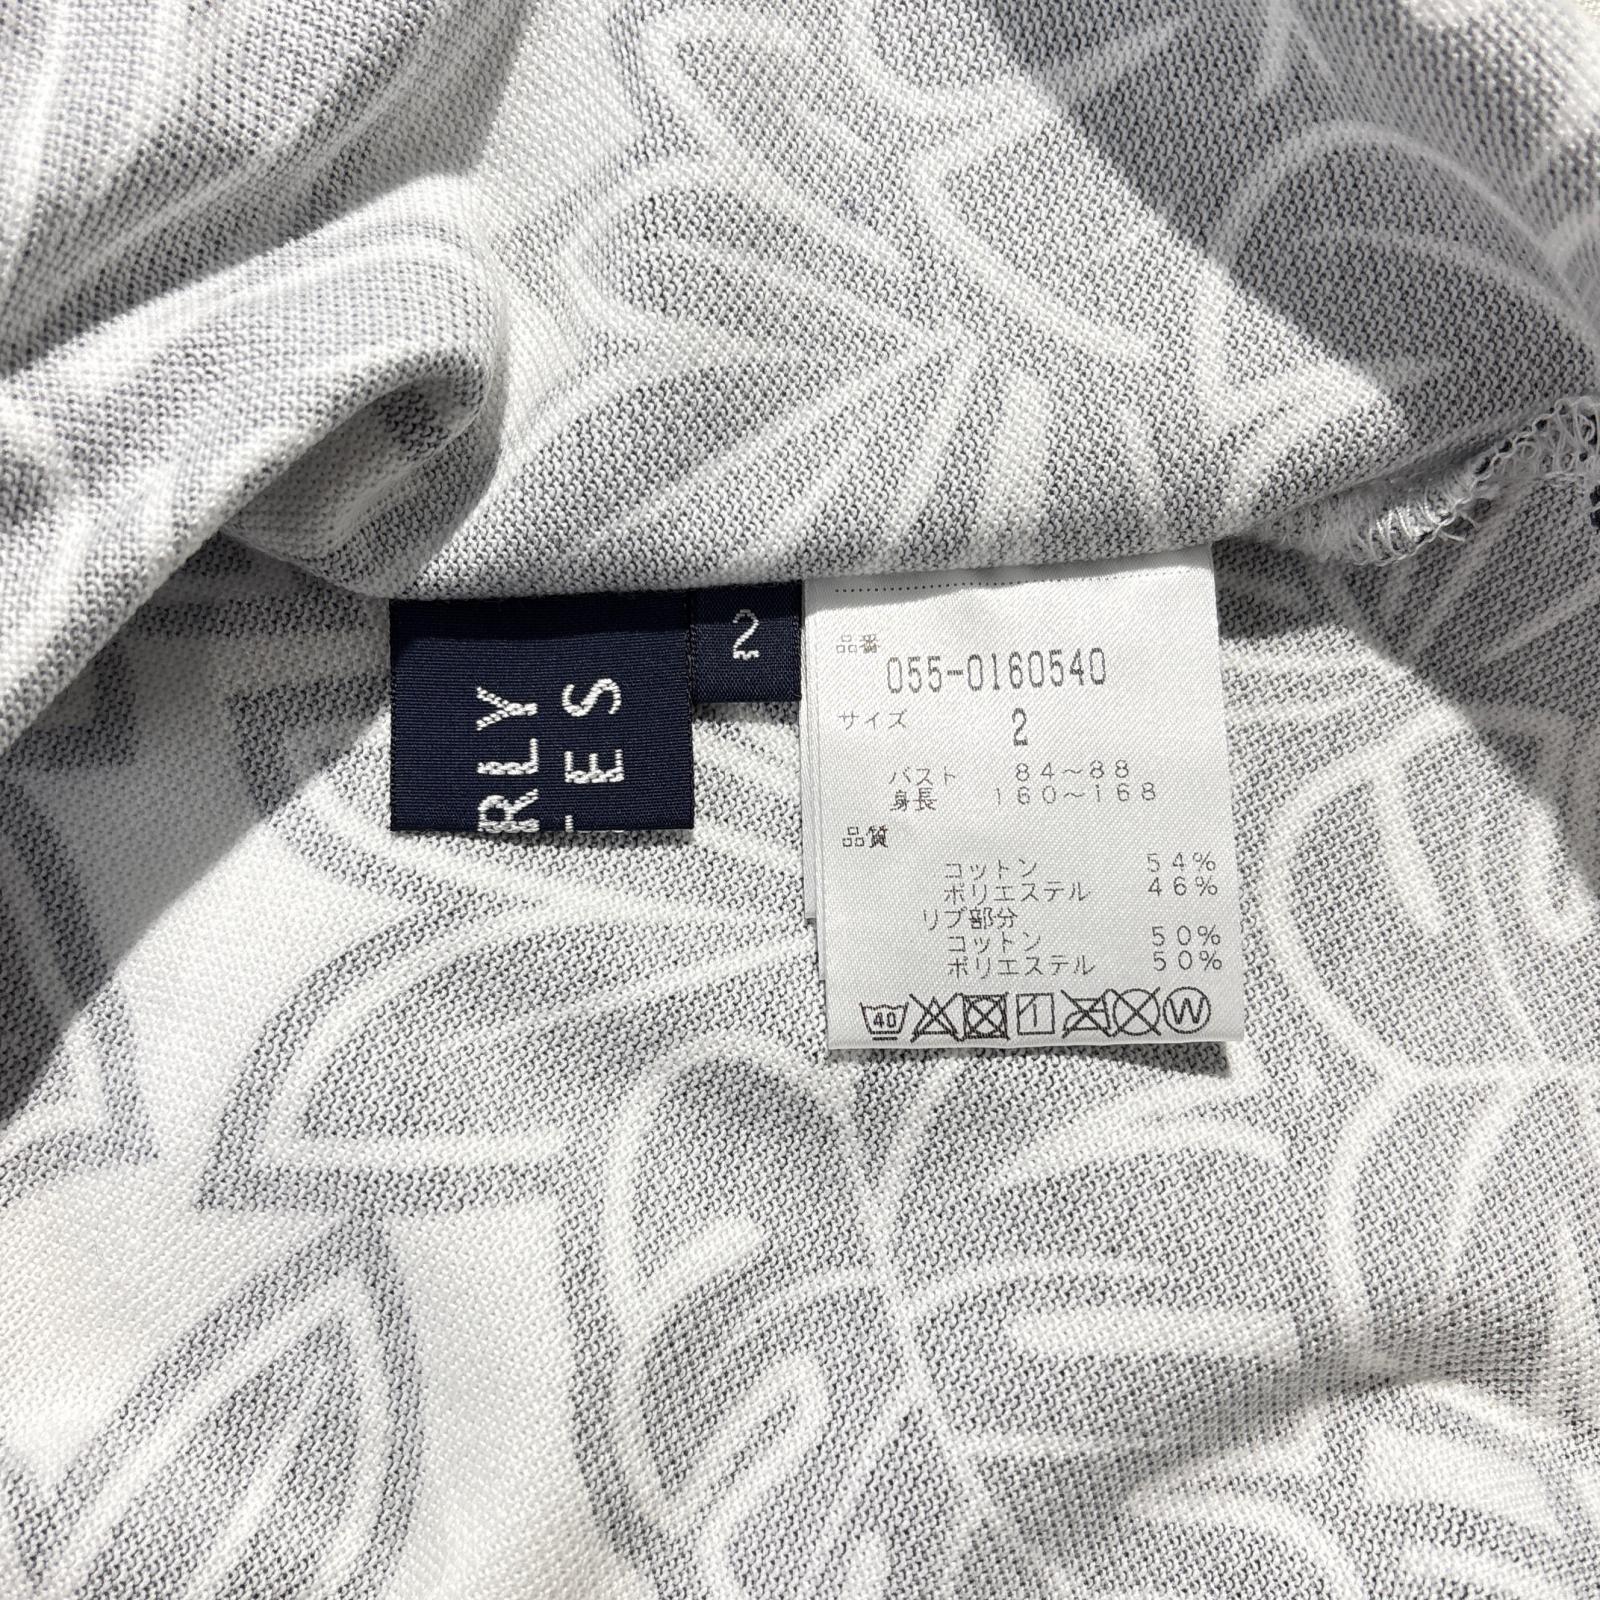 RLY
ES
2
品番
055-0160540
サイズ
2
バスト 84～88
身長 160～168
品質
コットン 54%
ポリエステル 46%
リブ部分
コットン 50%
ポリエステル 50%
40
W